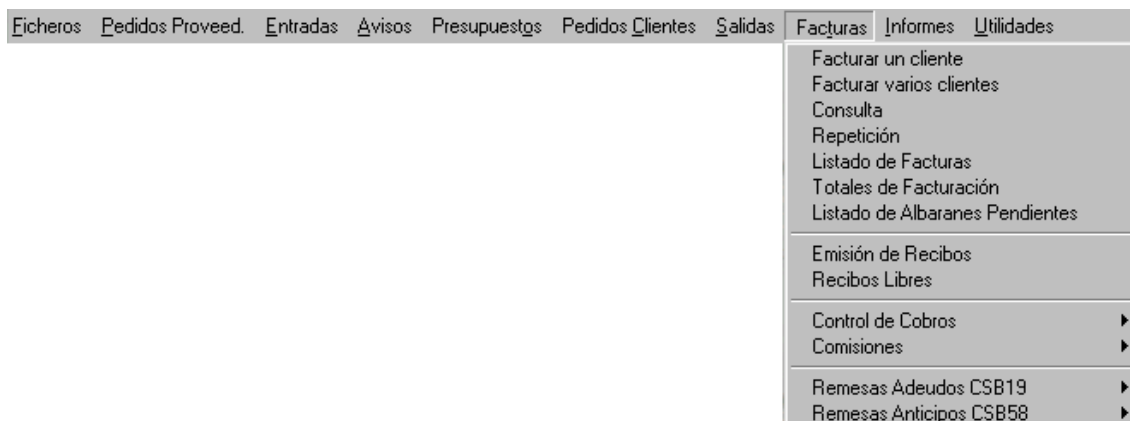 Ficheros Pedidos Proveed. Entradas Avisos Presupuestos Pedidos Clientes Salidas Facturas Informes Utilidades
Facturar un cliente
Facturar varios clientes
Consulta
Repetición
Listado de Facturas
Totales de Facturación
Listado de Albaranes Pendientes
Emisión de Recibos
Recibos Libres
Control de Cobros
Comisiones
Remesas Adeudos CSB19
Remesas Anticipos CSB58